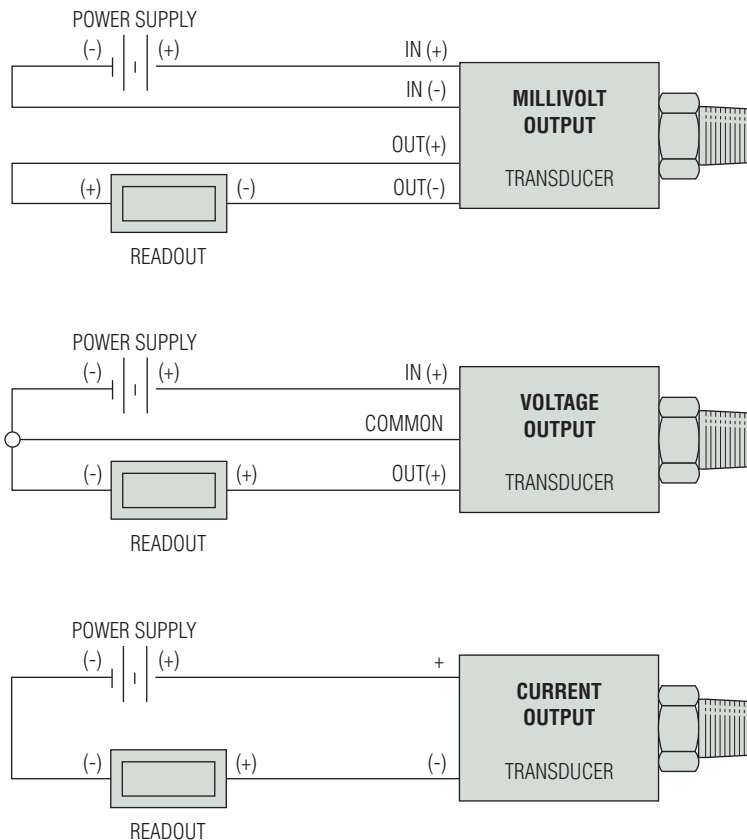 POWER SUPPLY
(-) (+) IN (+)
IN (-)
MILLIVOLT
OUTPUT
TRANSDUCER
OUT(+)
(+) (-) OUT(-)
READOUT
POWER SUPPLY
(-) (+) IN (+)
COMMON
VOLTAGE
OUTPUT
TRANSDUCER
(-) (+) OUT(+)
READOUT
POWER SUPPLY
(-) (+) +
CURRENT
OUTPUT
TRANSDUCER
(-) (+) (-)
READOUT